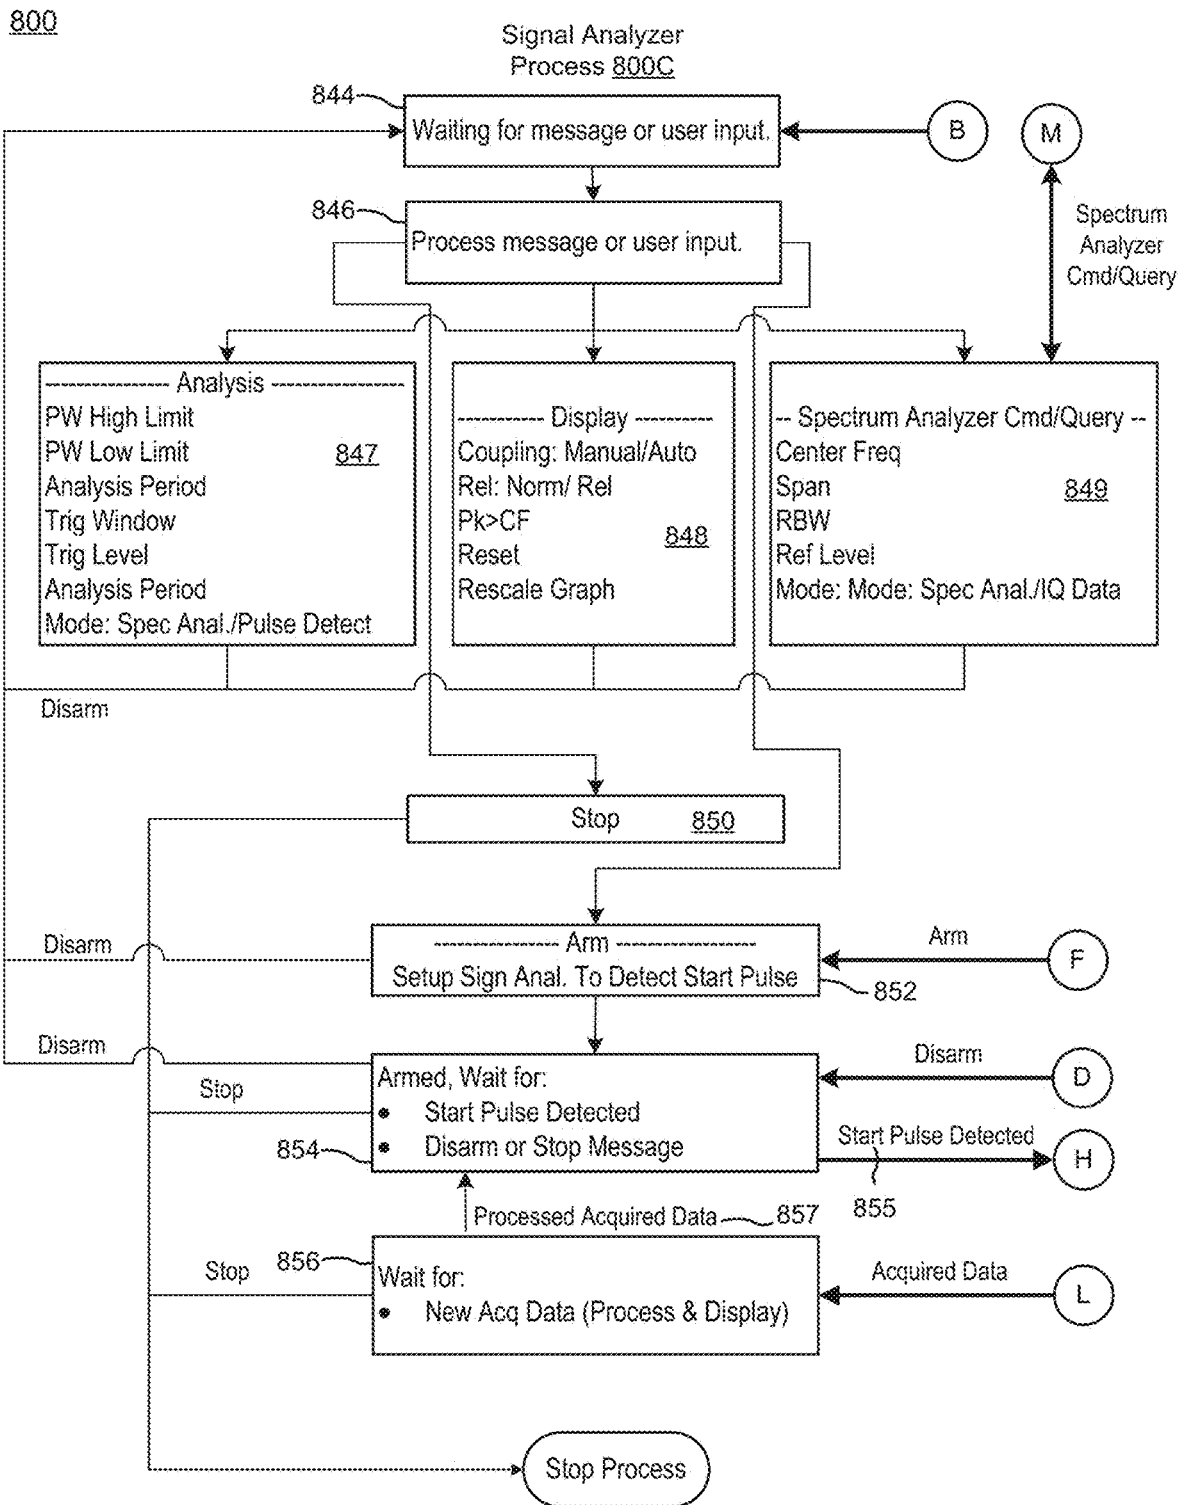 800
Signal Analyzer
Process 800C
844
Waiting for message or user input.
B
M
846
Process message or user input.
Spectrum
Analyzer
Cmd/Query
------------- Analysis --------------
PW High Limit
PW Low Limit
847
Analysis Period
Trig Window
Trig Level
Analysis Period
Mode: Spec Anal./Pulse Detect
--------- Display --------
Coupling: Manual/Auto
Rel: Norm/ Rel
Pk>CF
848
Reset
Rescale Graph
-- Spectrum Analyzer Cmd/Query --
Center Freq
Span
849
RBW
Ref Level
Mode: Mode: Spec Anal./IQ Data
Disarm
Stop 850
Disarm
------------------ Arm ---------------
Setup Sign Anal. To Detect Start Pulse
Arm
F
852
Disarm
Stop
Armed, Wait for:
• Start Pulse Detected
• Disarm or Stop Message
854
Disarm
D
Start Pulse Detected
H
855
Processed Acquired Data
857
856
Stop
Wait for:
• New Acq Data (Process & Display)
Acquired Data
L
Stop Process